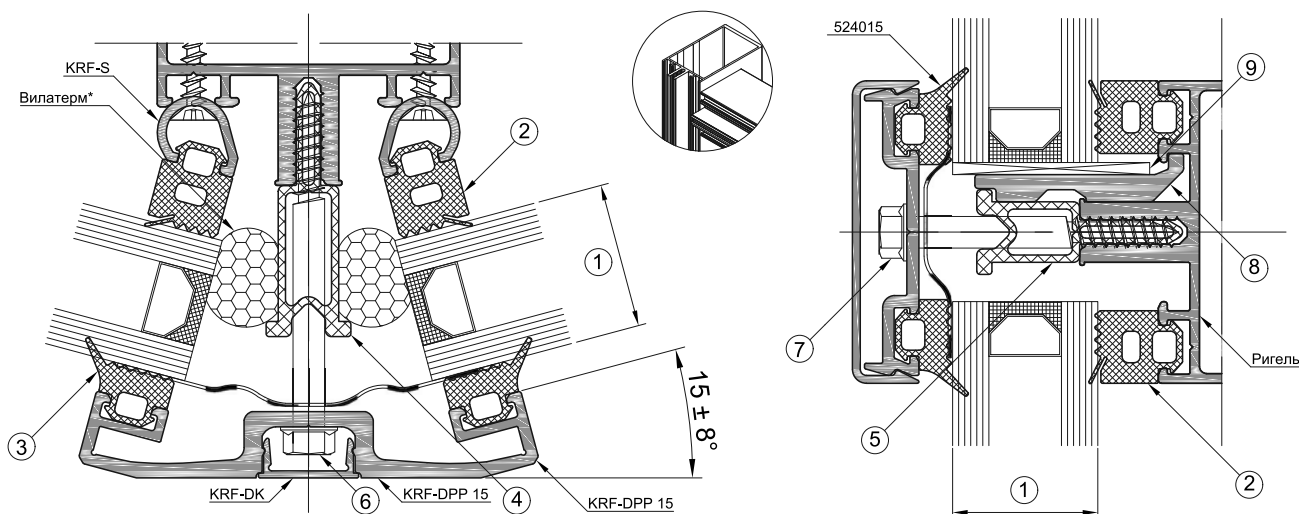 KRF-S
Вилатерм*
2
1
15 ± 8°
3
KRF-DK
6
KRF-DPP 15
4
KRF-DPP 15
524015
9
8
7
5
Ригель
1
2